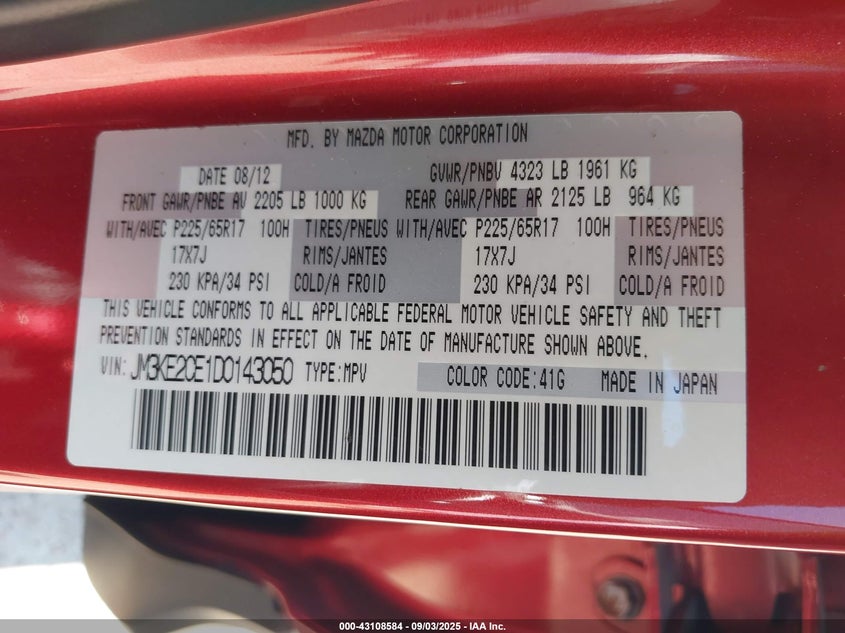 MFD. BY MAZDA MOTOR CORPORATION
DATE 08/12 GVWR/PNBV 4323 LB 1961 KG
FRONT GAWR/PNBE AV 2205 LB 1000 KG REAR GAWR/PNBE AR 2125 LB 964 KG
WITH/AVEC P225/65R17 100H TIRES/PNEUS WITH/AVEC P225/65R17 100H TIRES/PNEUS
17X7J RIMS/JANTES 17X7J RIMS/JANTES
230 KPA/34 PSI COLD/A FROID 230 KPA/34 PSI COLD/A FROID
THIS VEHICLE CONFORMS TO ALL APPLICABLE FEDERAL MOTOR VEHICLE SAFETY AND THEFT
PREVENTION STANDARDS IN EFFECT ON THE DATE OF MANUFACTURE SHOWN ABOVE.
VIN: JM3KE2CE1D0143050 TYPE:MPV COLOR CODE:41G MADE IN JAPAN
000-43108584 - 09/03/2025 - IAA Inc.